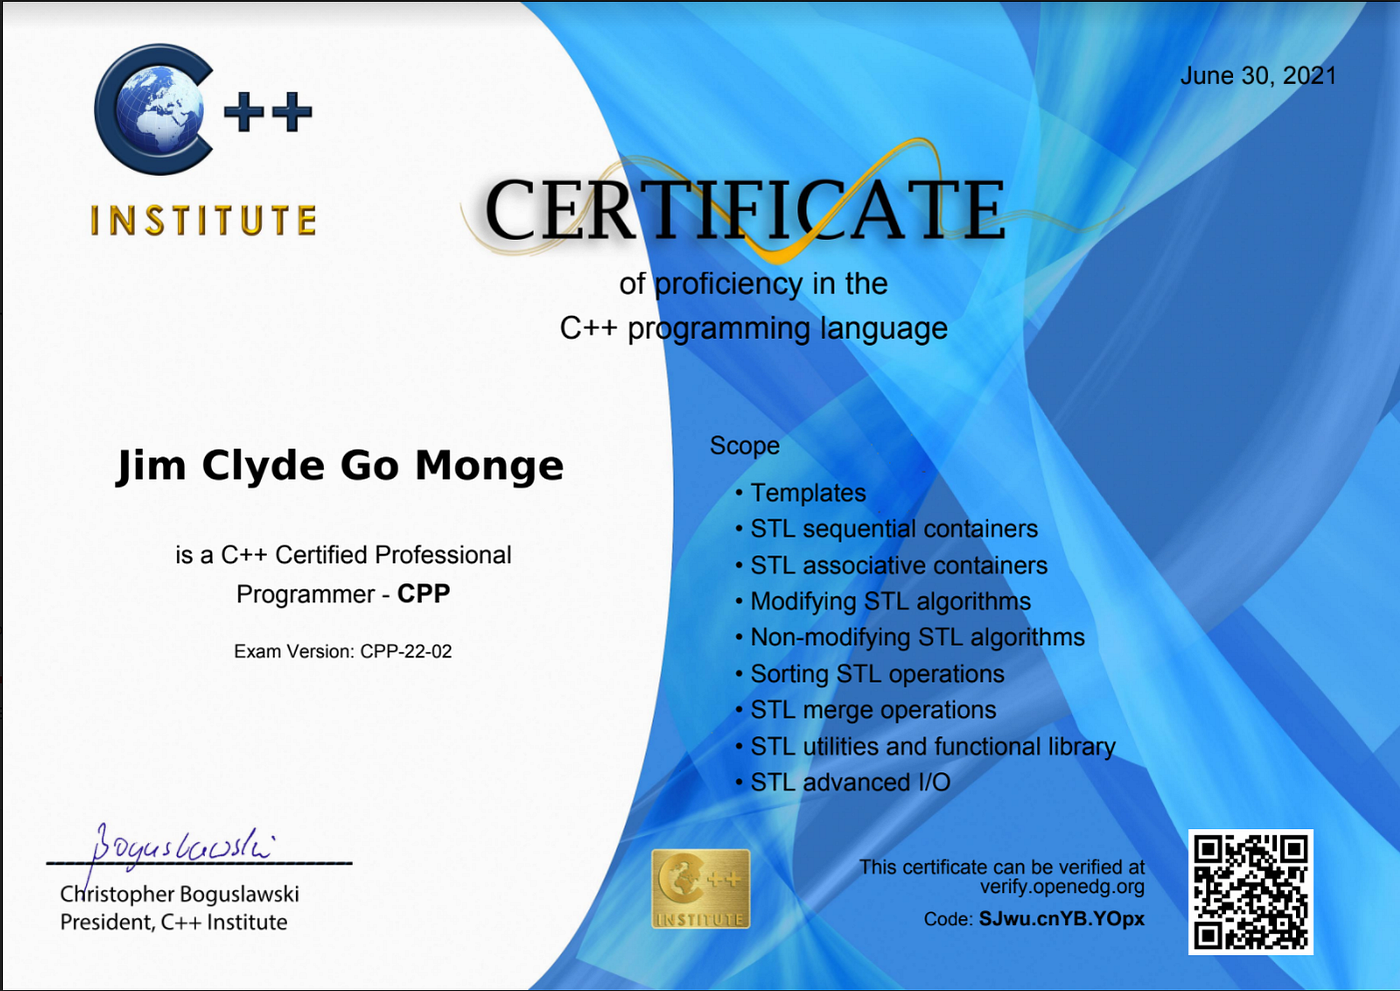 C++
INSTITUTE
June 30, 2021
CERTIFICATE
of proficiency in the
C++ programming language
Jim Clyde Go Monge
is a C++ Certified Professional
Programmer - CPP
Exam Version: CPP-22-02
Scope
• Templates
• STL sequential containers
• STL associative containers
• Modifying STL algorithms
• Non-modifying STL algorithms
• Sorting STL operations
• STL merge operations
• STL utilities and functional library
• STL advanced I/O
Boguslawski
Christopher Boguslawski
President, C++ Institute
C++
INSTITUTE
This certificate can be verified at
verify.openedg.org
Code: SJwu.cnYB.YOpx